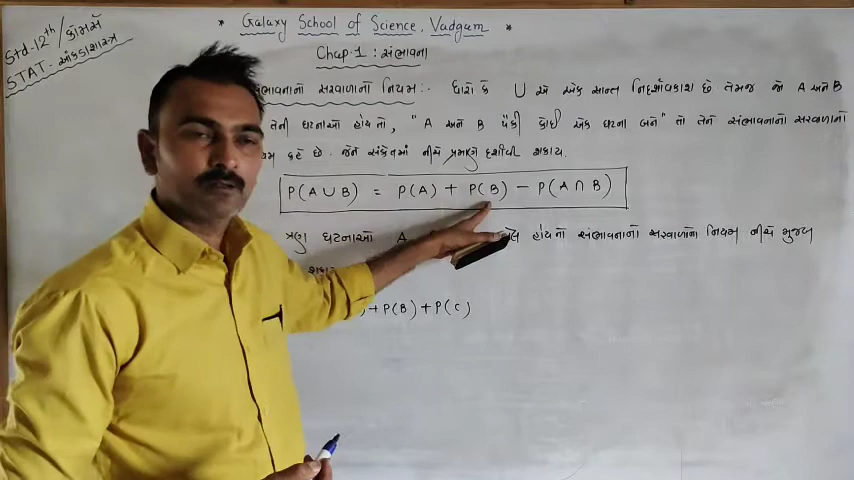 * Galaxy School of Science, Vadgam *
Std-12th / કોમર્સ
STAT - આંકડાશાસ્ત્ર
Chap-1 : સંભાવના
સંભાવનાનો સરવાળાનો નિયમ :- ધારો કે U એ એક સાન્ત નિદર્શાવકાશ છે તેમજ જો A અને B
તેની ઘટનાઓ હોય તો, "A અને B પૈકી કોઈ એક ઘટના બને" તો તેને સંભાવનાનો સરવાળાનો
કહે છે. જેને સંકેતમાં નીચે પ્રમાણે દર્શાવી શકાય.
P(A∪B) = P(A) + P(B) - P(A∩B)
ત્રણ ઘટનાઓ A હોય તો સંભાવનાનો સરવાળાનો નિયમ નીચે મુજબ
+ P(B) + P(C)